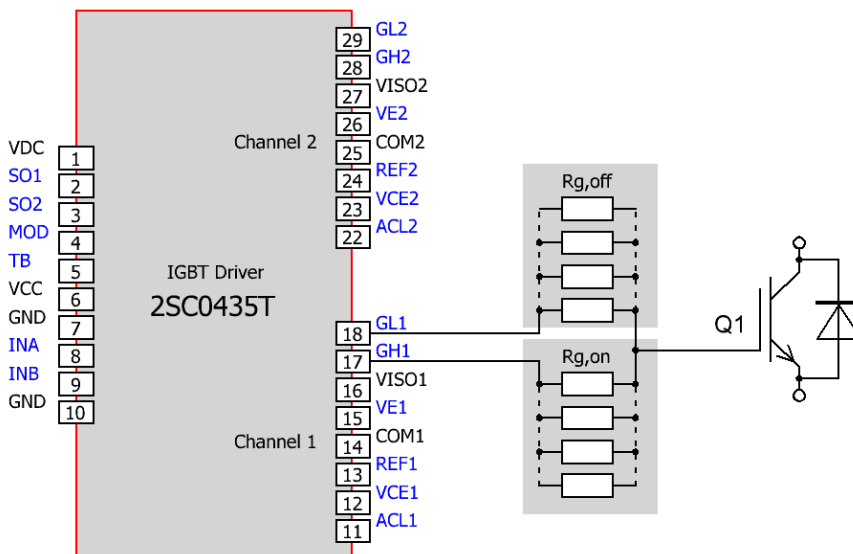 VDC
1
SO1
2
SO2
3
MOD
4
TB
5
VCC
6
GND
7
INA
8
INB
9
GND
10
IGBT Driver
2SC0435T
Channel 2
Channel 1
29 GL2
28 GH2
27 VISO2
26 VE2
25 COM2
24 REF2
23 VCE2
22 ACL2
18 GL1
17 GH1
16 VISO1
15 VE1
14 COM1
13 REF1
12 VCE1
11 ACL1
Rg,off
Rg,on
Q1